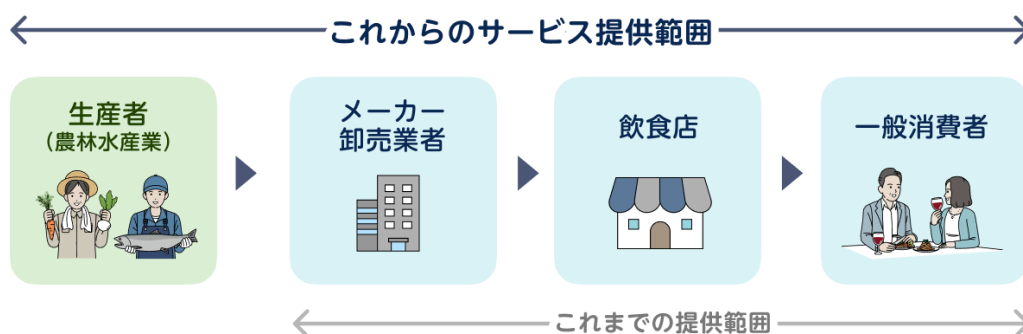 これからのサービス提供範囲
生産者
（農林水産業）
メーカー
卸売業者
飲食店
一般消費者
これまでの提供範囲